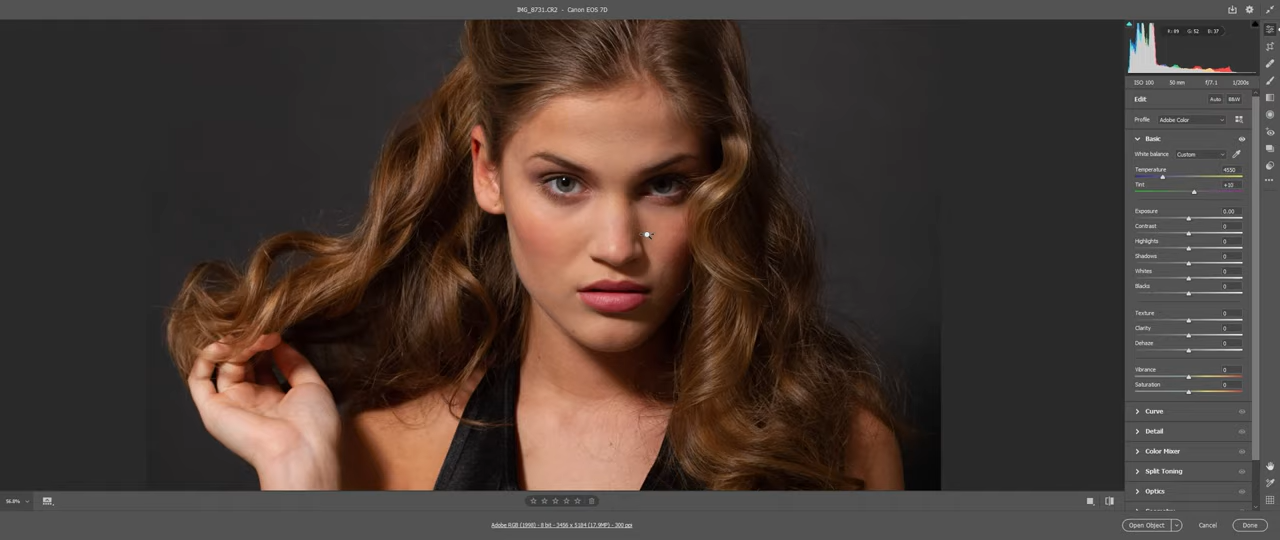 IMG_8731.CR2 - Canon EOS 7D
R: 89 G: 52 B: 37
ISO 100 50 mm f/7.1 1/200s
Edit Auto B&W
Profile Adobe Color
Basic
White balance Custom
Temperature 4550
Tint +10
Exposure 0.00
Contrast 0
Highlights 0
Shadows 0
Whites 0
Blacks 0
Texture 0
Clarity 0
Dehaze 0
Vibrance 0
Saturation 0
Curve
Detail
Color Mixer
Split Toning
Optics
Adobe RGB (1998) - 8 bit - 3456 x 5184 (17.9MP) - 300 ppi
Open Object Cancel Done